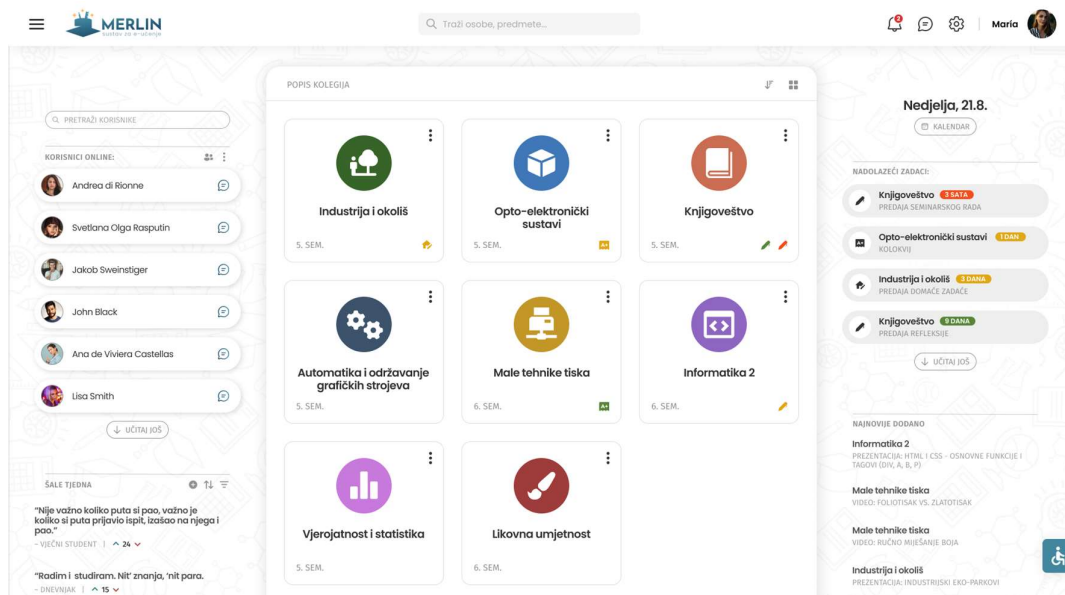 MERLIN
sustav za e-učenje
Traži osobe, predmete...
2
Maria
PRETRAŽI KORISNIKE
KORISNICI ONLINE:
Andrea di Rionne
Svetlana Olga Rasputin
Jakob Sweinstiger
John Black
Ana de Viviera Castellas
Lisa Smith
UČITAJ JOŠ
ŠALE TJEDNA
“Nije važno koliko puta si pao, važno je
koliko si puta prijavio ispit, izašao na njega i
pao.”
– VJEČNI STUDENT | 24
“Radim i studiram. Nit’ znanja, ‘nit para.
– DNEVNJAK | 15
POPIS KOLEGIJA
Industrija i okoliš
5. SEM.
Opto-elektronički
sustavi
5. SEM.
A+
Knjigoveštvo
5. SEM.
Automatika i održavanje
grafičkih strojeva
5. SEM.
Male tehnike tiska
6. SEM.
A+
Informatika 2
6. SEM.
Vjerojatnost i statistika
5. SEM.
Likovna umjetnost
6. SEM.
Nedjelja, 21.8.
KALENDAR
NADOLAZEĆI ZADACI:
Knjigoveštvo 3 SATA
PREDAJA SEMINARSKOG RADA
A+
Opto-elektronički sustavi 1 DAN
KOLOKVIJ
Industrija i okoliš 3 DANA
PREDAJA DOMAĆE ZADAĆE
Knjigoveštvo 9 DANA
PREDAJA REFLEKSIJE
UČITAJ JOŠ
NAJNOVIJE DODANO
Informatika 2
PREZENTACIJA: HTML I CSS - OSNOVNE FUNKCIJE I
TAGOVI (DIV, A, B, P)
Male tehnike tiska
VIDEO: FOLIOTISAK VS. ZLATOTISAK
Male tehnike tiska
VIDEO: RUČNO MIJEŠANJE BOJA
Industrija i okoliš
PREZENTACIJA: INDUSTRIJSKI EKO-PARKOVI